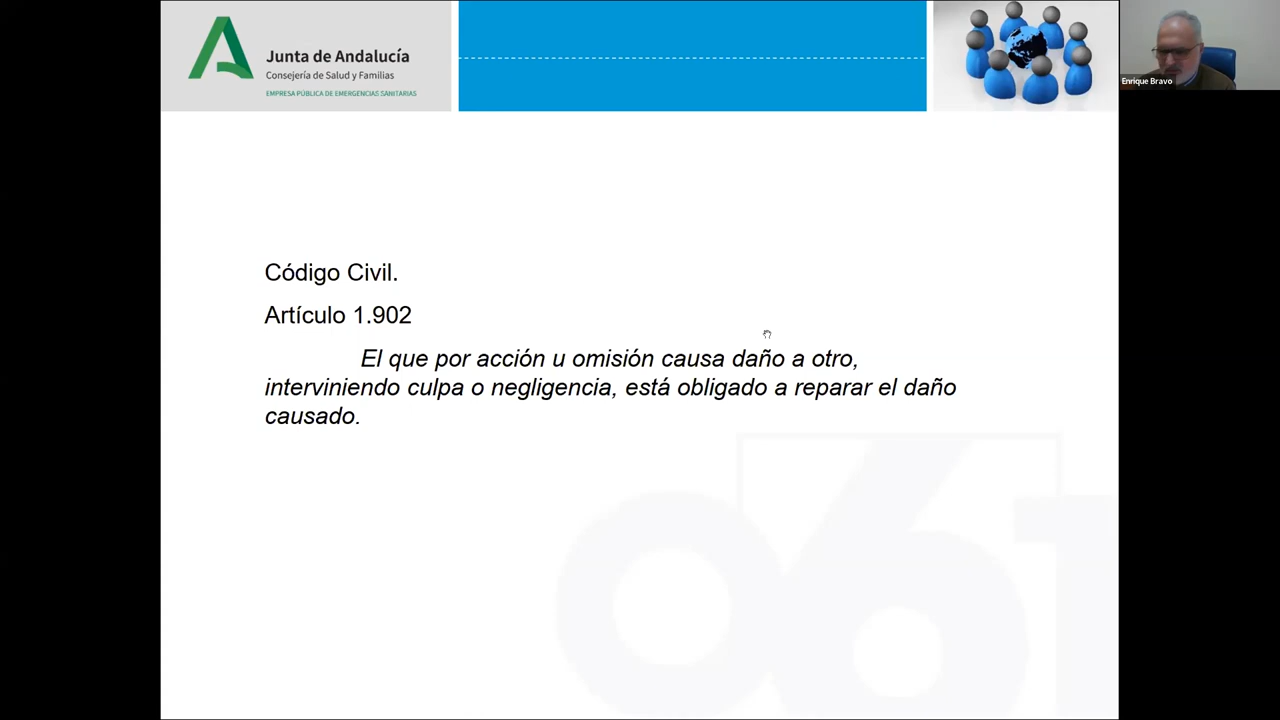 Junta de Andalucía
Consejería de Salud y Familias
EMPRESA PÚBLICA DE EMERGENCIAS SANITARIAS
Enrique Bravo
Código Civil.
Artículo 1.902
El que por acción u omisión causa daño a otro,
interviniendo culpa o negligencia, está obligado a reparar el daño
causado.
061